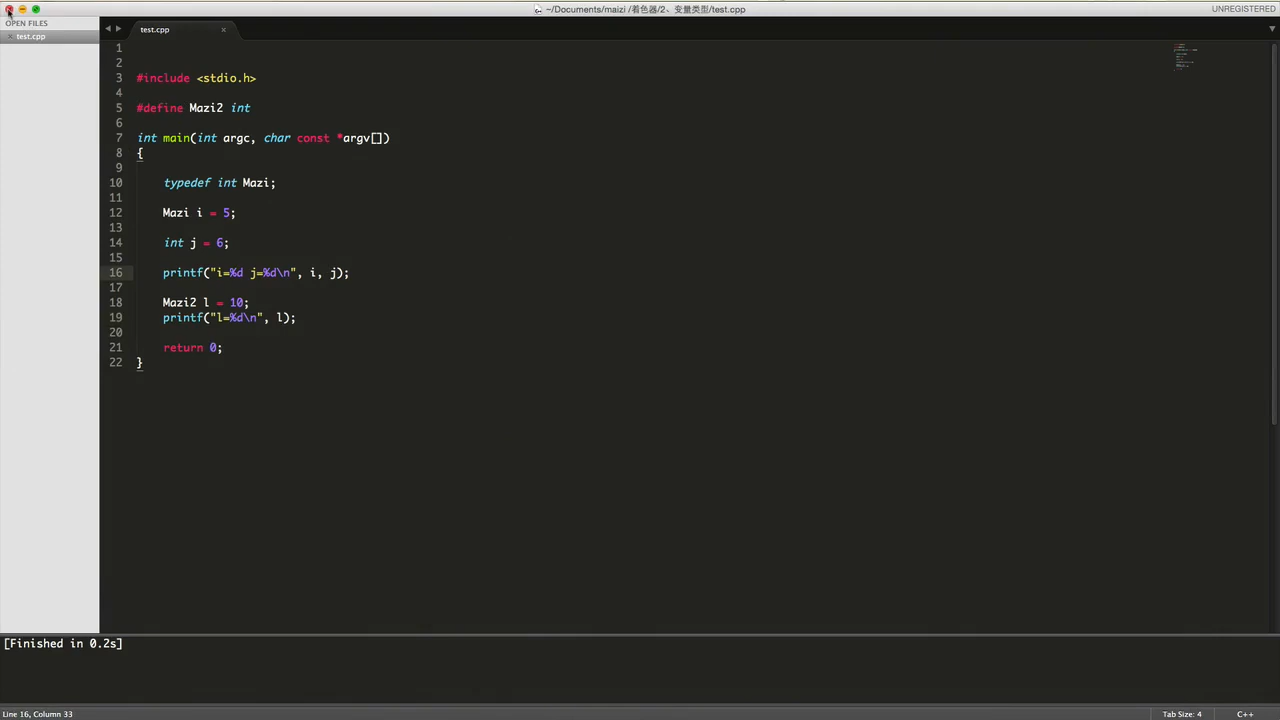 ~/Documents/maizi /着色器/2、变量类型/test.cpp
UNREGISTERED
OPEN FILES
test.cpp
test.cpp
1
2
3 #include <stdio.h>
4
5 #define Mazi2 int
6
7 int main(int argc, char const *argv[])
8 {
9
10 typedef int Mazi;
11
12 Mazi i = 5;
13
14 int j = 6;
15
16 printf("i=%d j=%d\n", i, j);
17
18 Mazi2 l = 10;
19 printf("l=%d\n", l);
20
21 return 0;
22 }
[Finished in 0.2s]
Line 16, Column 33
Tab Size: 4
C++